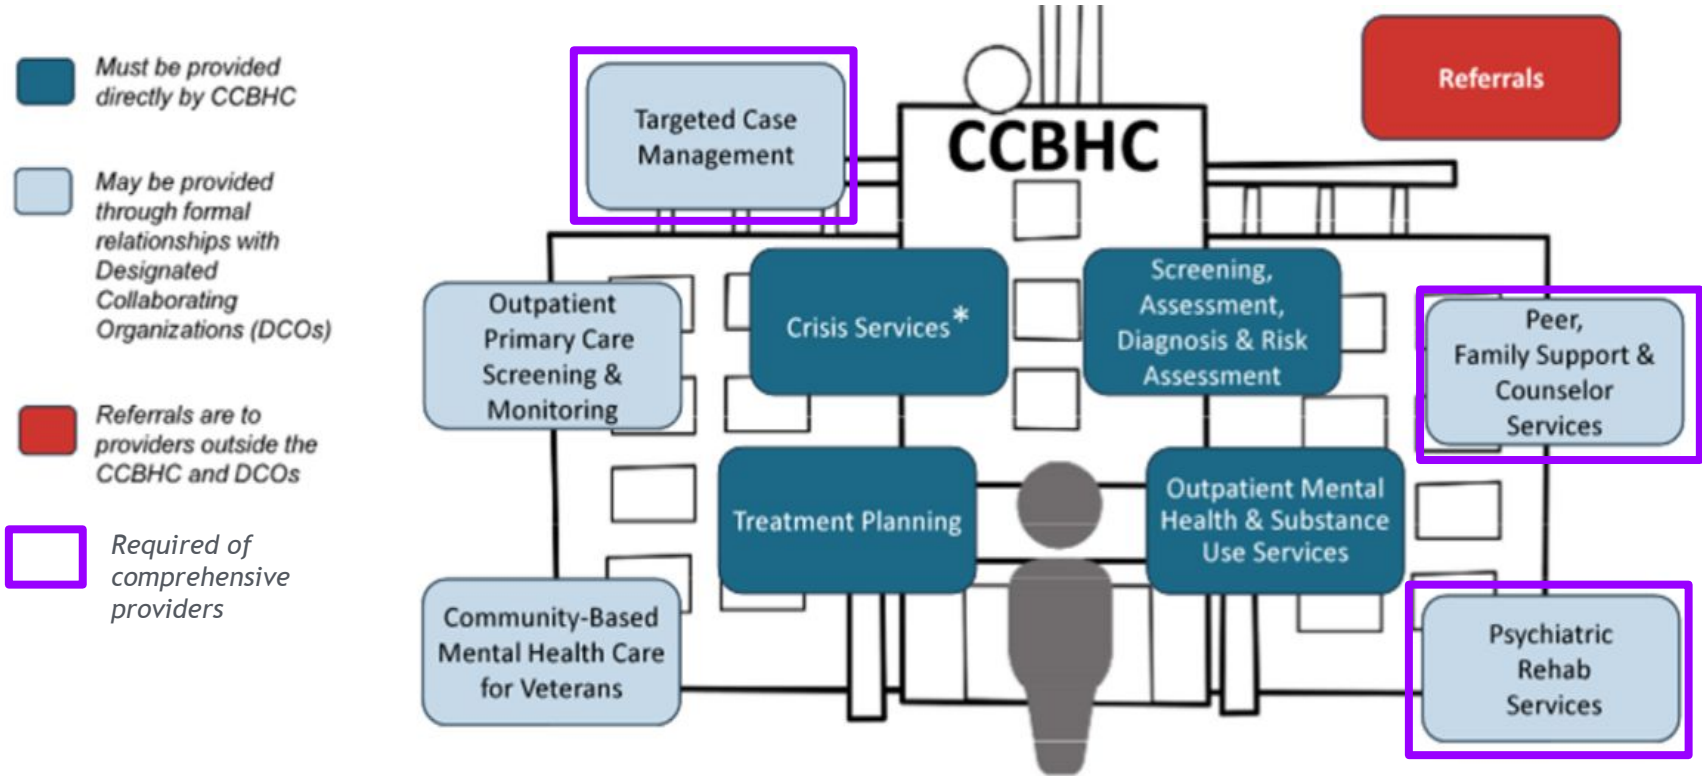 Must be provided
directly by CCBHC
May be provided
through formal
relationships with
Designated
Collaborating
Organizations (DCOs)
Referrals are to
providers outside the
CCBHC and DCOs
Required of
comprehensive
providers
Targeted Case
Management
CCBHC
Referrals
Outpatient
Primary Care
Screening &
Monitoring
Crisis Services*
Screening,
Assessment,
Diagnosis & Risk
Assessment
Peer,
Family Support &
Counselor
Services
Treatment Planning
Outpatient Mental
Health & Substance
Use Services
Community-Based
Mental Health Care
for Veterans
Psychiatric
Rehab
Services